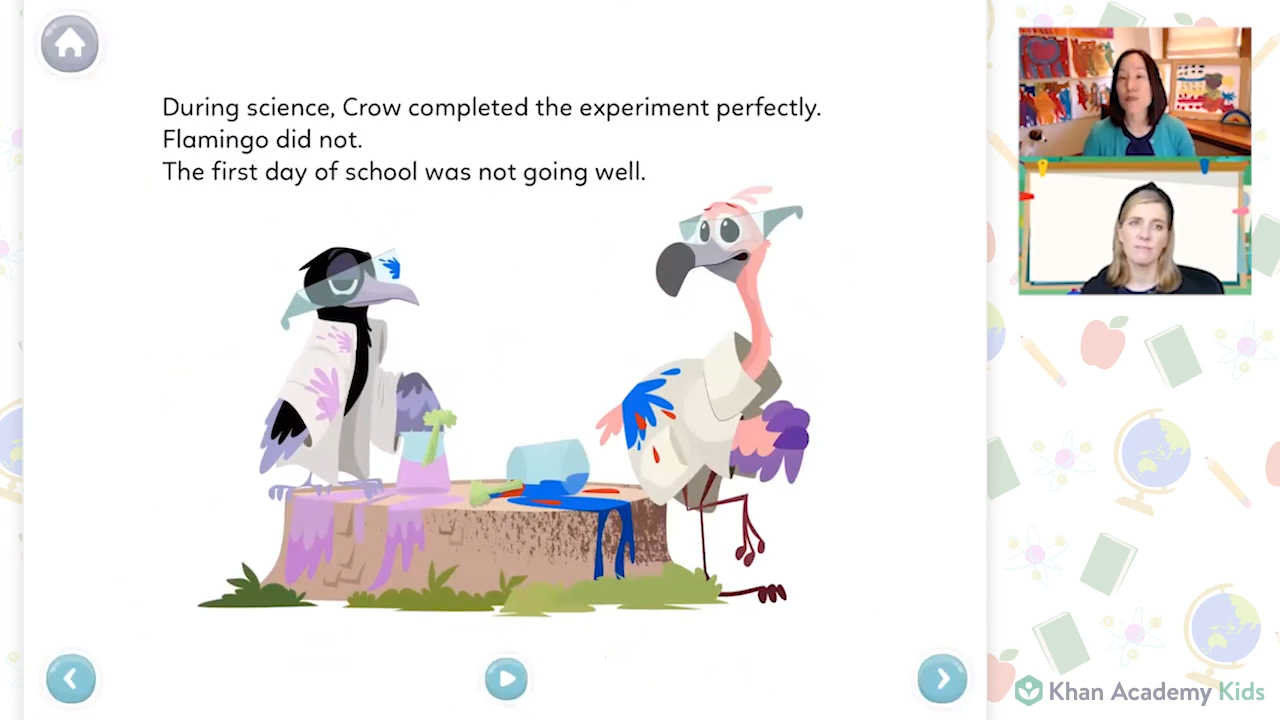 During science, Crow completed the experiment perfectly.
Flamingo did not.
The first day of school was not going well.
Khan Academy Kids